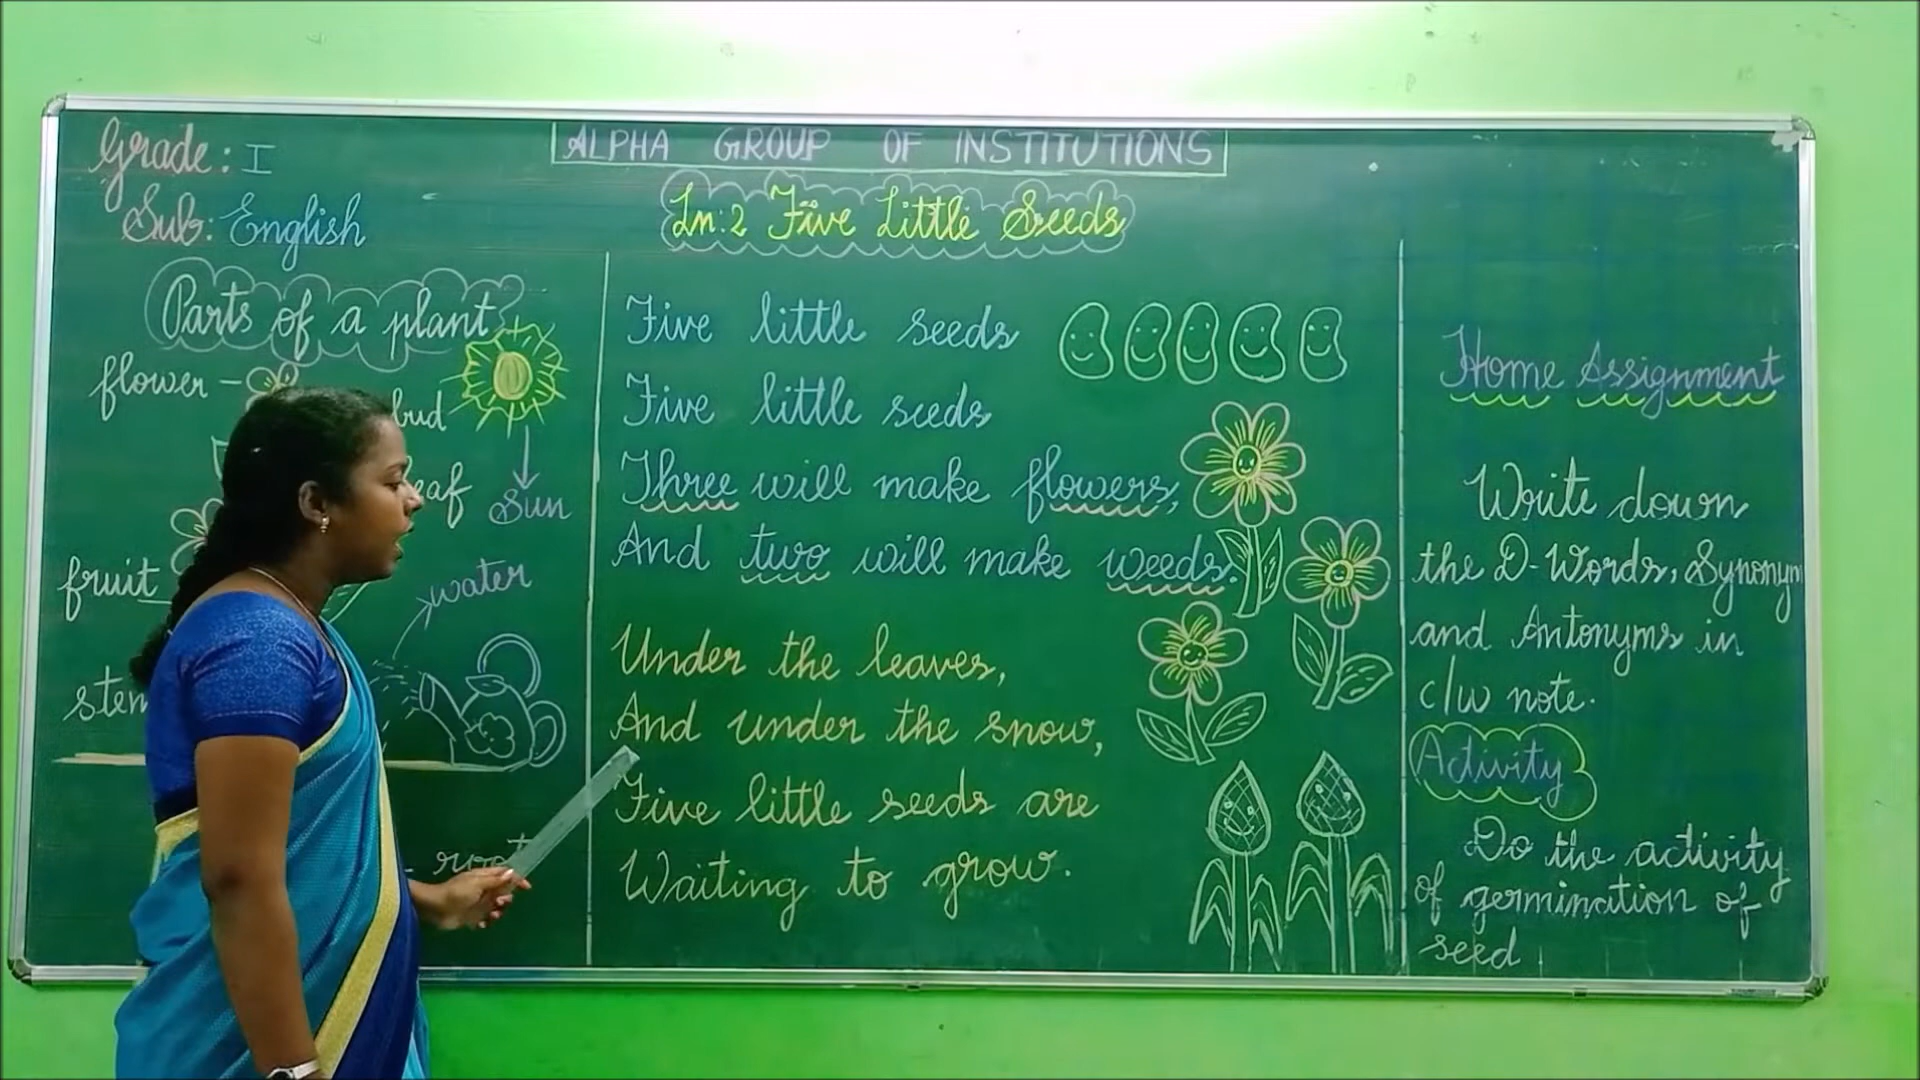 ALPHA GROUP OF INSTITUTIONS
Grade: I
Sub: English
Ln:2 Five Little Seeds
Parts of a plant
flower
bud
Sun
fruit
water
Five little seeds
Five little seeds
Three will make flowers,
And two will make weeds.
Under the leaves,
And under the snow,
Five little seeds are
Waiting to grow.
Home Assignment
Write down
the D-Words, Synonym
and Antonyms in
c/w note.
Activity
Do the activity
of germination of
seed